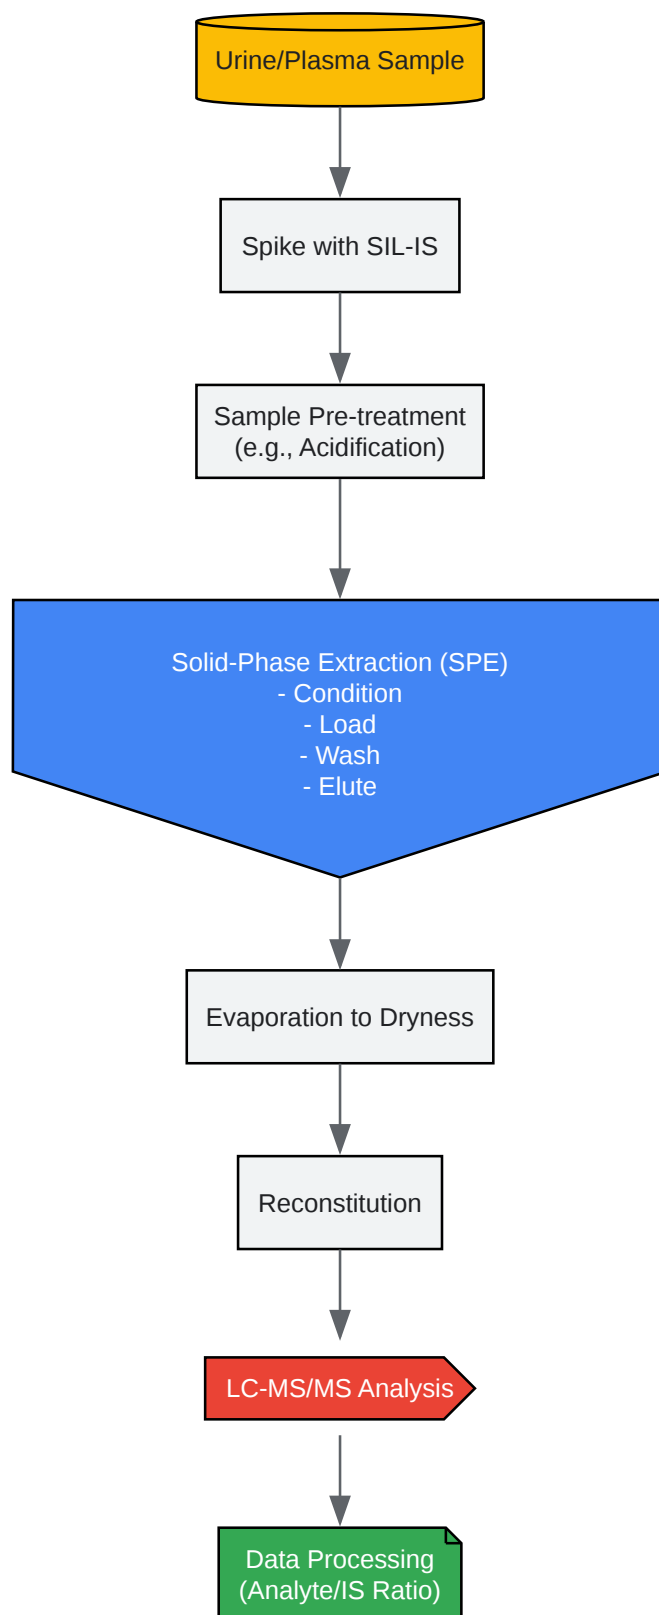 Urine/Plasma Sample
Spike with SIL-IS
Sample Pre-treatment
(e.g., Acidification)
Solid-Phase Extraction (SPE)
- Condition
- Load
- Wash
- Elute
Evaporation to Dryness
Reconstitution
LC-MS/MS Analysis
Data Processing
(Analyte/IS Ratio)